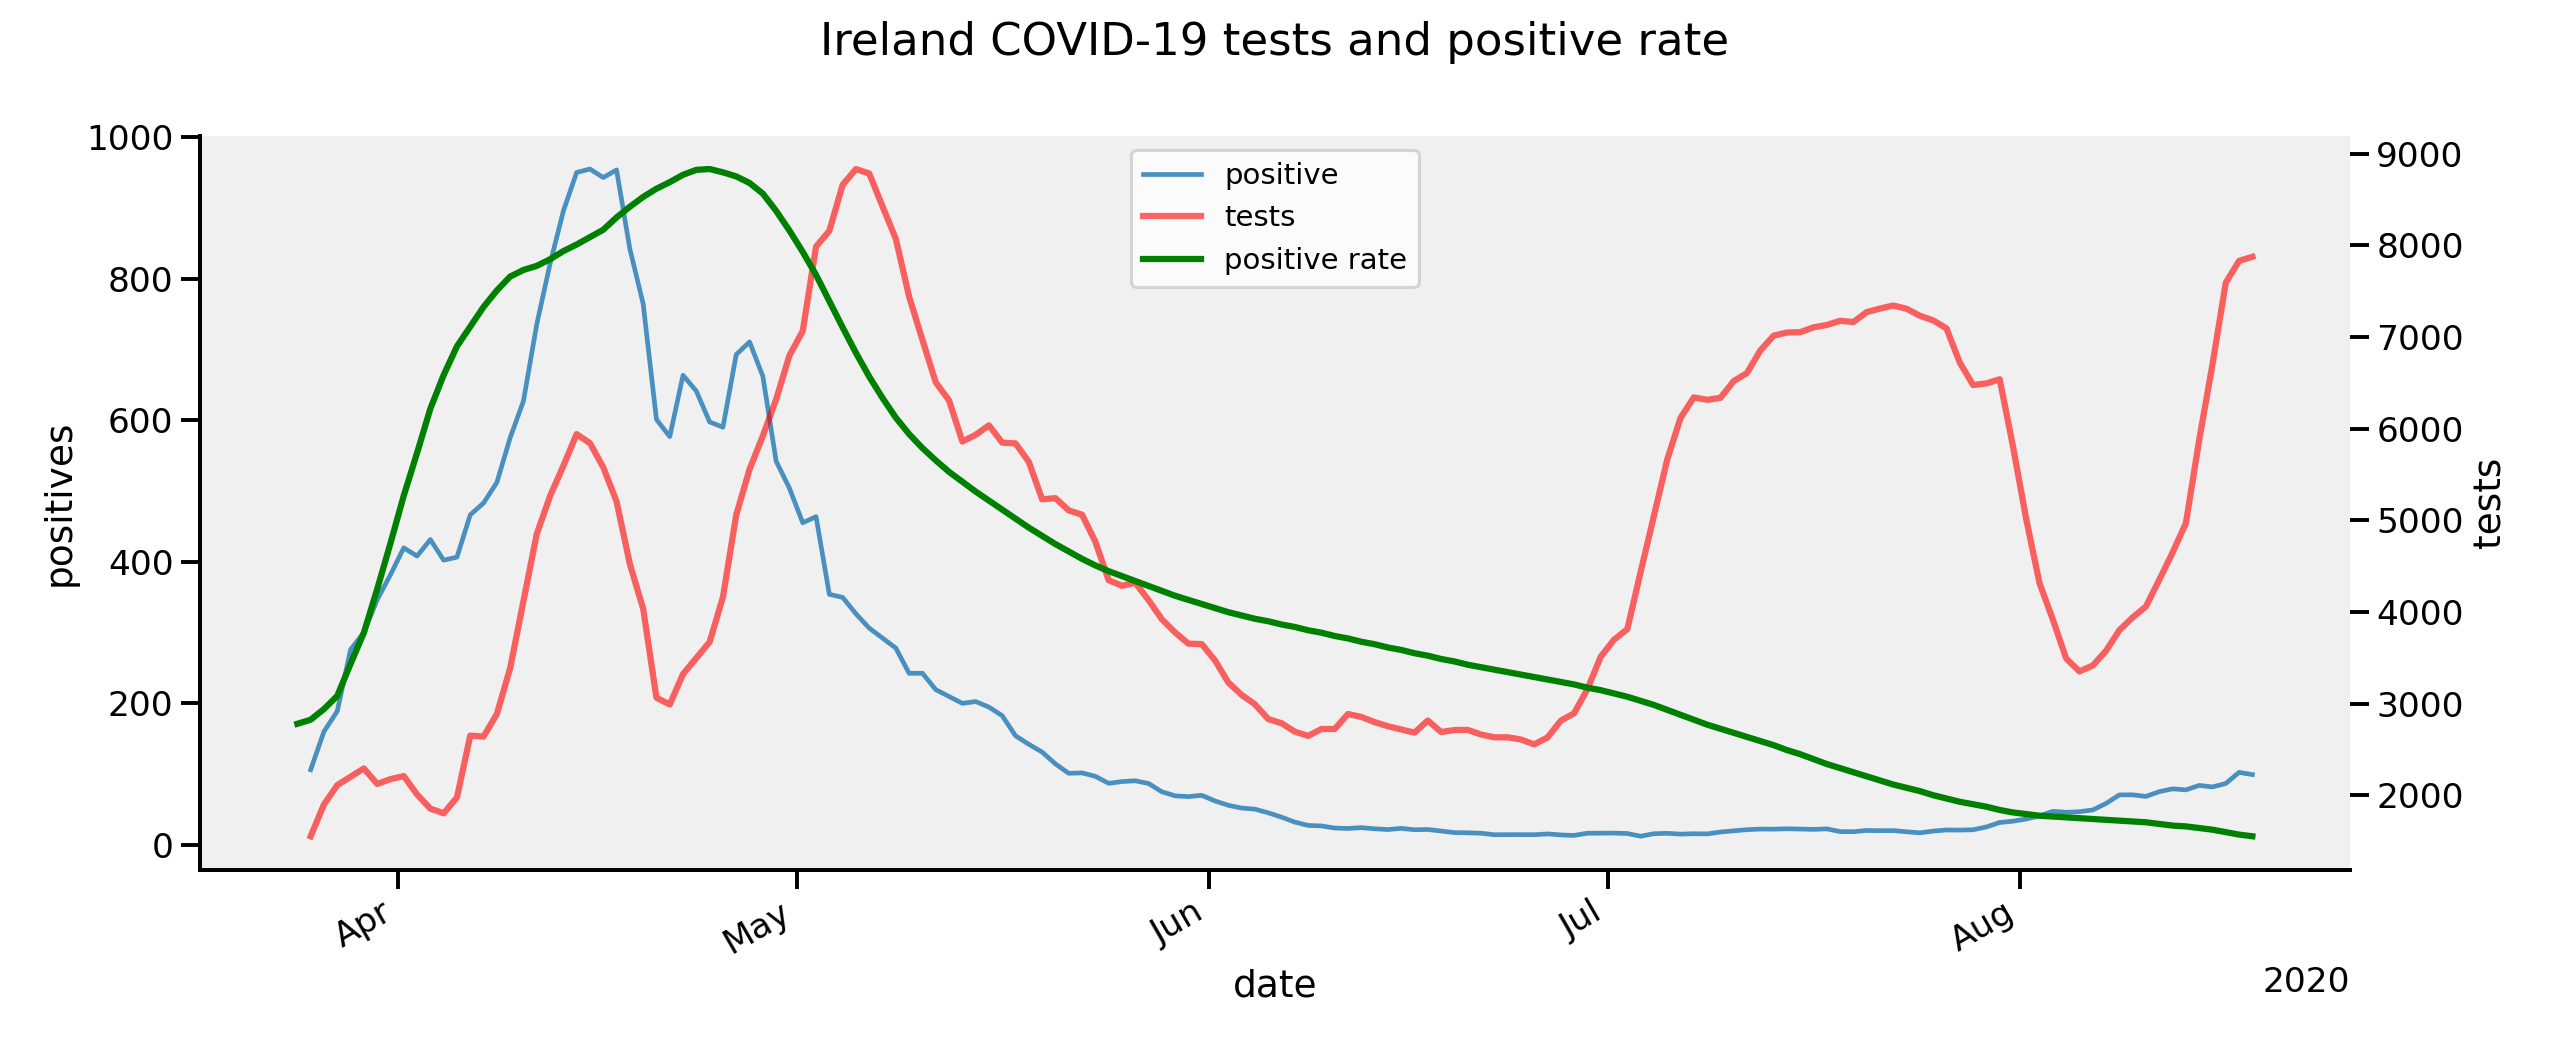 Ireland COVID-19 tests and positive rate
positive
tests
positive rate
1000
800
600
400
200
0
positives
9000
8000
7000
6000
5000
4000
3000
2000
tests
Apr
May
Jun
Jul
Aug
date
2020